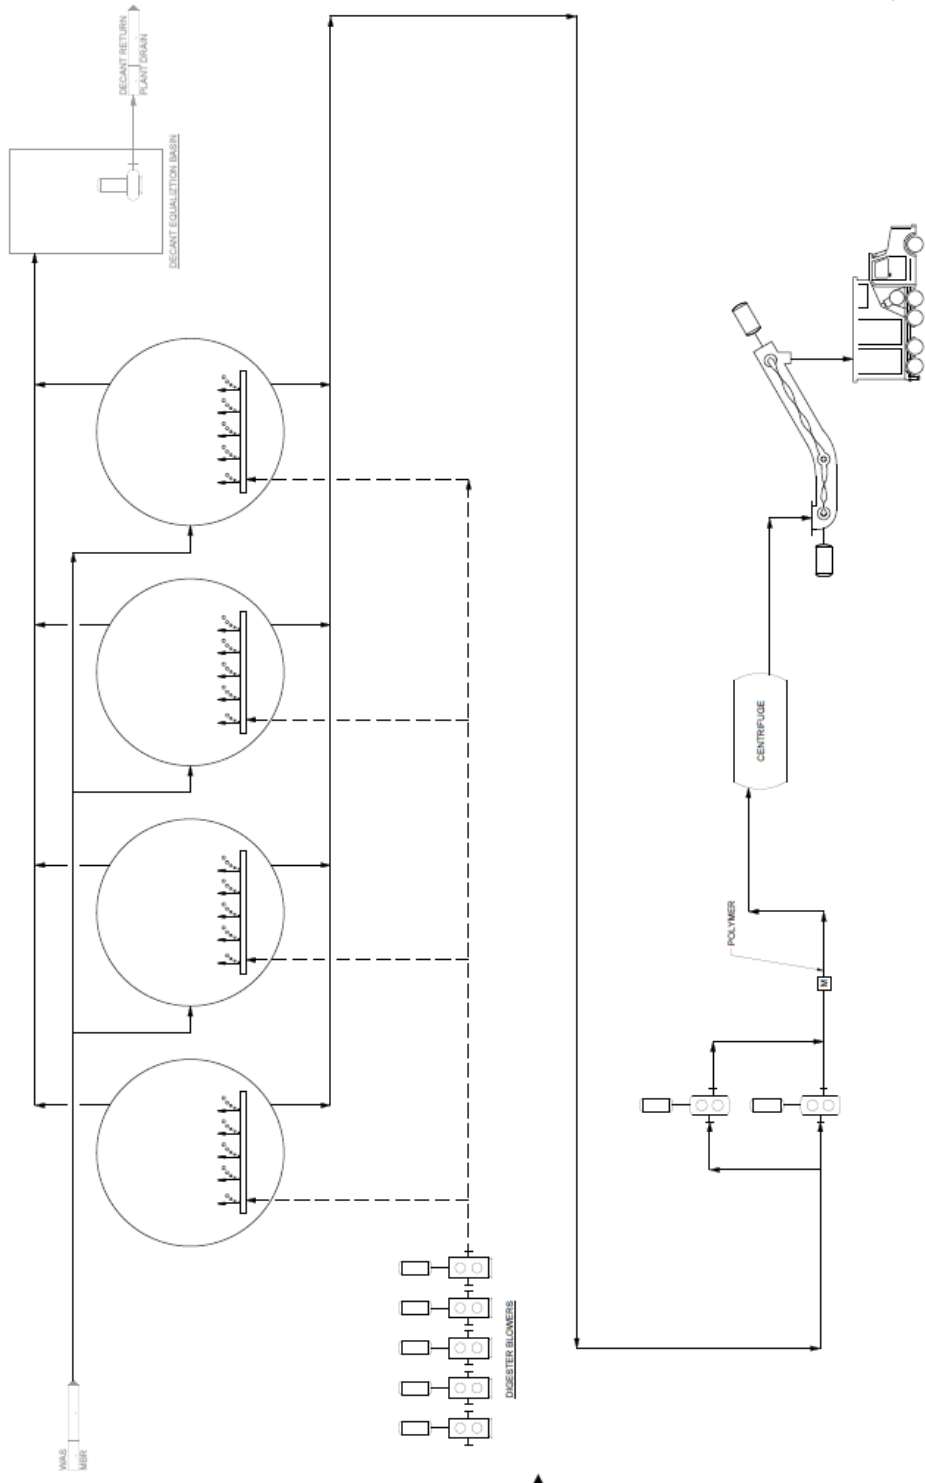 DECANT RETURN
PLANT DRAIN
DECANT EQUALIZTION BASIN
CENTRIFUGE
POLYMER
M
DIGESTER BLOWERS
WAS
MBR